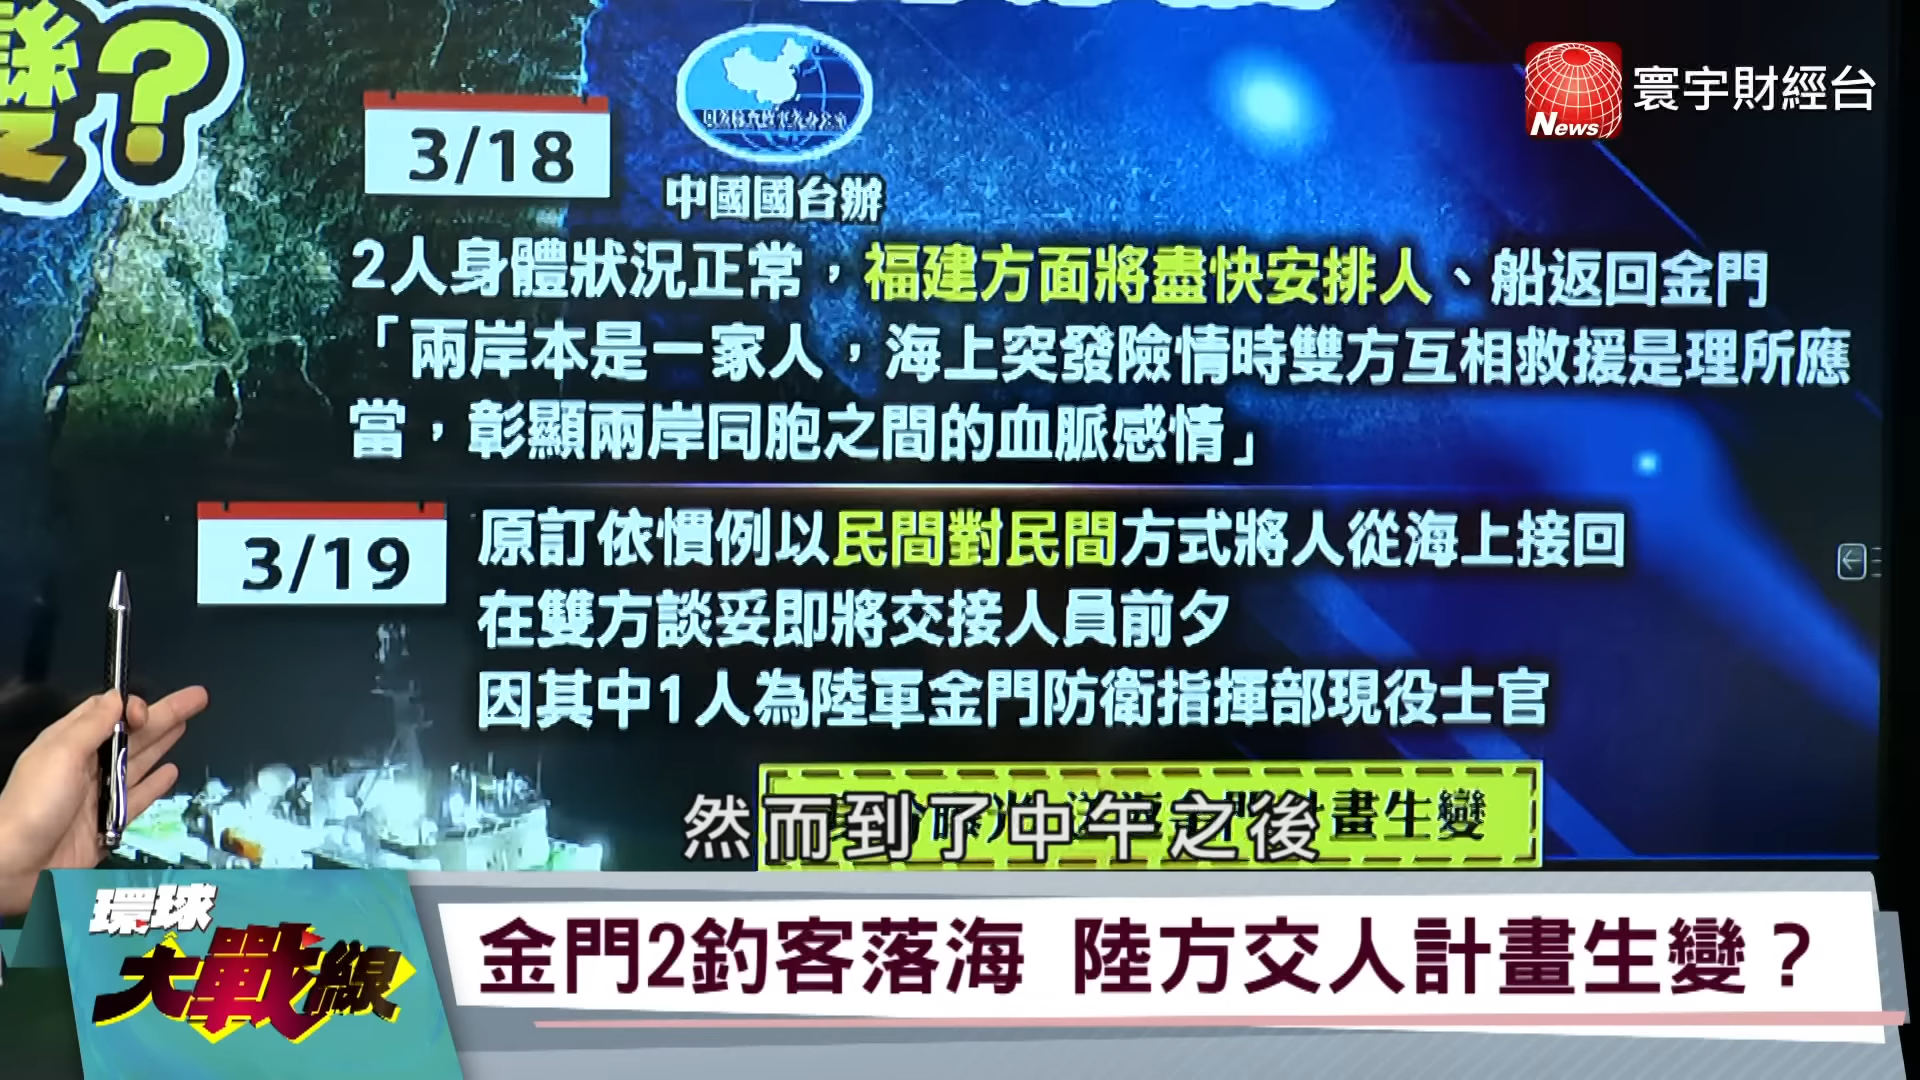 變?
News
寰宇財經台
3/18
中國國台辦
2人身體狀況正常，福建方面將盡快安排人、船返回金門
「兩岸本是一家人，海上突發險情時雙方互相救援是理所應
當，彰顯兩岸同胞之間的血脈感情」
3/19
原訂依慣例以民間對民間方式將人從海上接回
在雙方談妥即將交接人員前夕
因其中1人為陸軍金門防衛指揮部現役士官
計畫生變
然而到了中午之後
環球
大戰線
金門2釣客落海 陸方交人計畫生變？